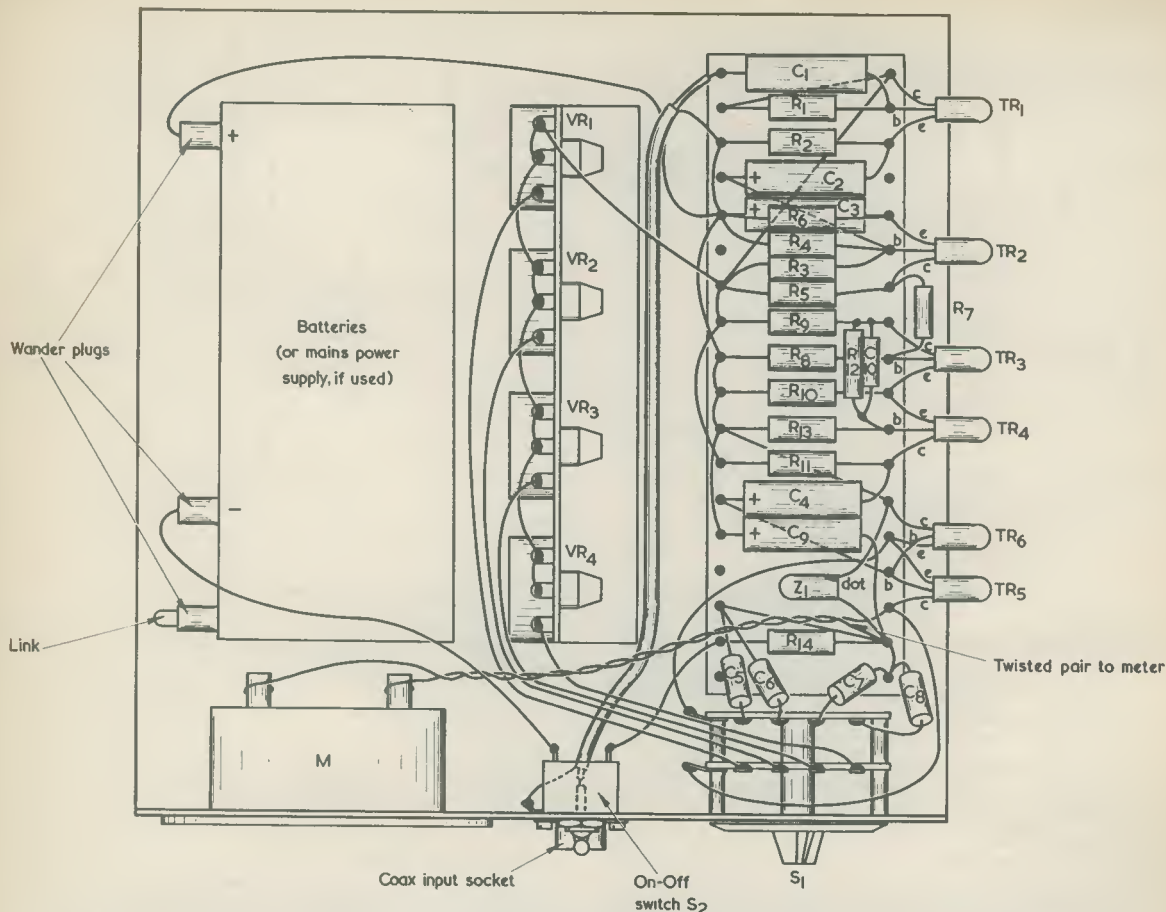 C1
R1
R2
+ C2
+ C3
R6
R4
R3
R5
R9
R8
R10
R13
R11
+ C4
+ C9
Z1 dot
R14
C5
C6
C7
C8
R12
C10
R7
c
b
e
TR1
e
b
c
TR2
c
b
e
TR3
e
b
c
TR4
c
b
e
TR6
e
b
c
TR5
VR1
VR2
VR3
VR4
+
Batteries
(or mains power
supply, if used)
-
Wander plugs
Link
M
Twisted pair to meter
Coax input socket
On-Off
switch S2
S1